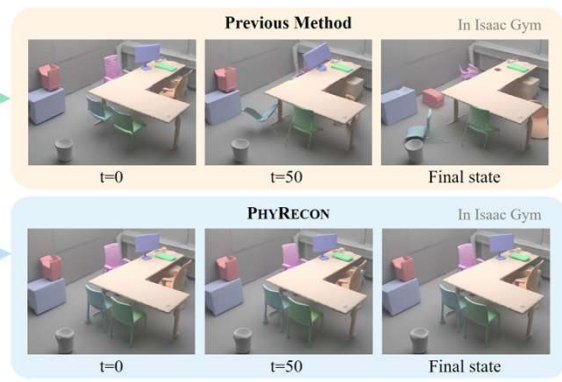 Previous Method
In Isaac Gym
t=0
t=50
Final state
PHYRECON
In Isaac Gym
t=0
t=50
Final state